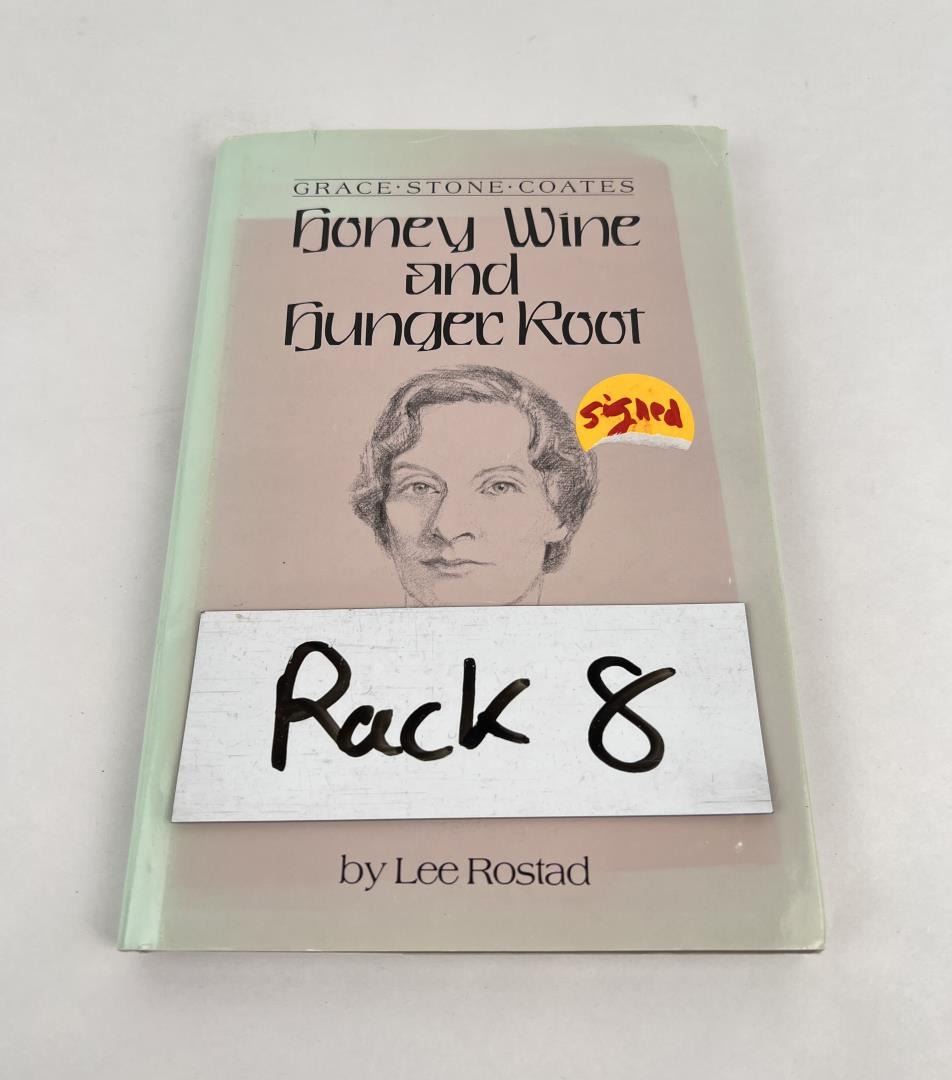 GRACE·STONE·COATES
Honey Wine
and
Hunger Root
signed
Rack 8
by Lee Rostad